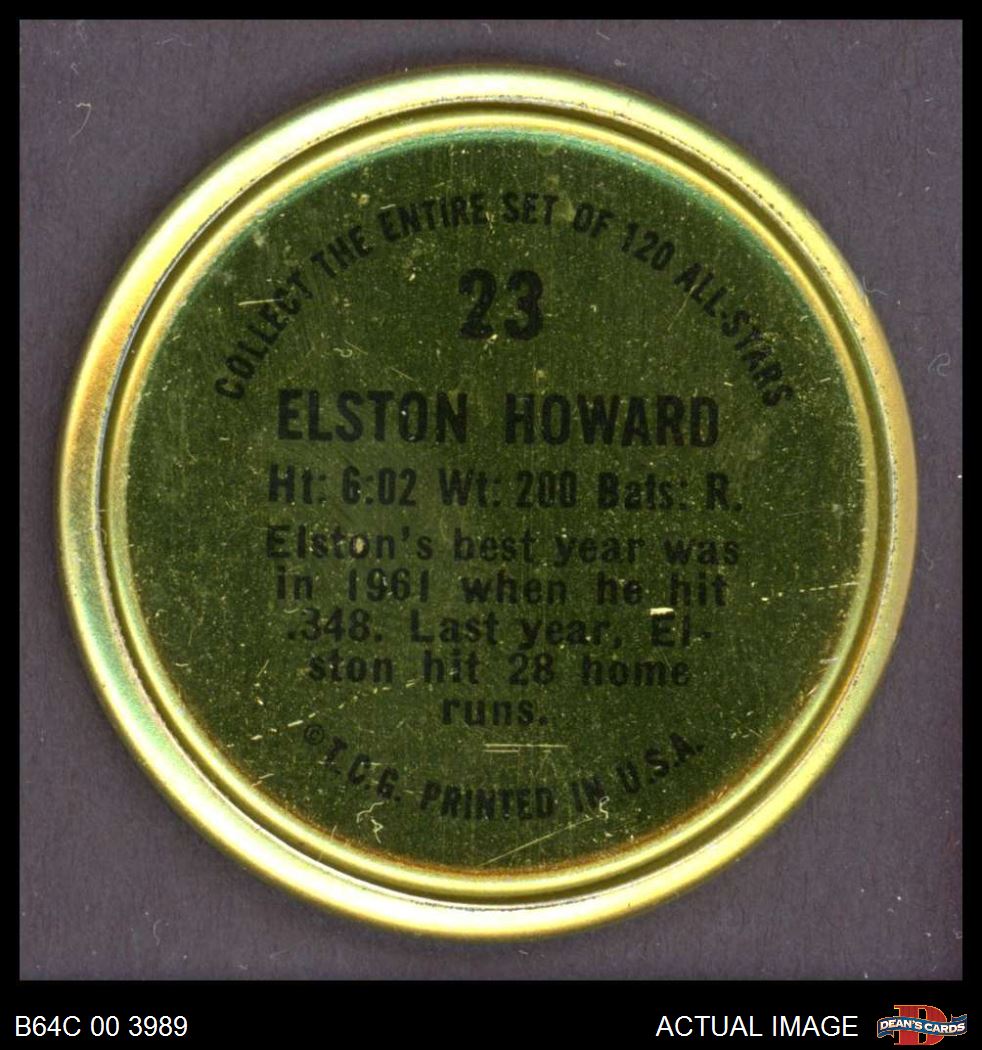 COLLECT THE ENTIRE SET OF 120 ALL-STARS
23
ELSTON HOWARD
Ht: 6:02 Wt: 200 Bats: R.
Elston's best year was
in 1961 when he hit
.348. Last year, El-
ston hit 28 home
runs.
©T.C.G. PRINTED IN U.S.A.
B64C 00 3989
ACTUAL IMAGE
DEAN'S CARDS